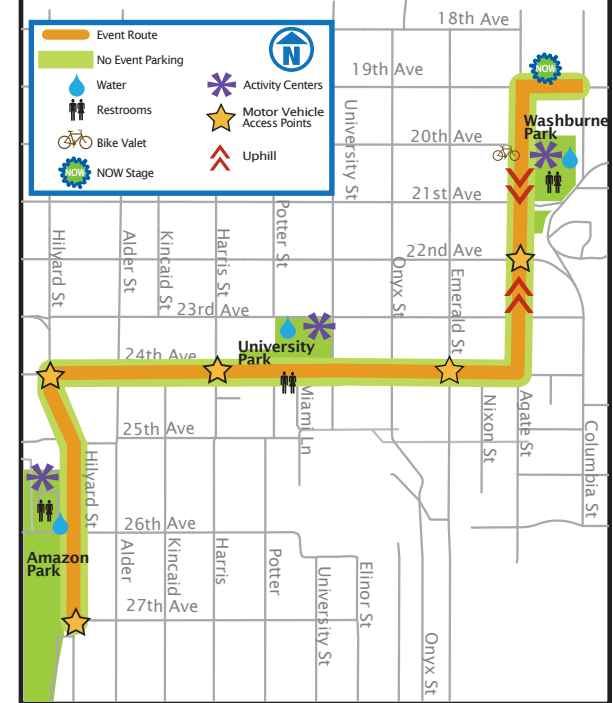 Event Route
No Event Parking
Water
Restrooms
Bike Valet
NOW
NOW Stage
N
Activity Centers
Motor Vehicle
Access Points
Uphill
18th Ave
19th Ave
NOW
Washburne
Park
20th Ave
21st Ave
22nd Ave
University St
Potter St
Hilyard St
Alder St
Kincaid St
Harris St
Onyx St
Emerald St
23rd Ave
University
Park
24th Ave
Miami Ln
Nixon St
Agate St
Columbia St
25th Ave
Hilyard St
26th Ave
Amazon
Park
Alder
Kincaid
Harris
Potter
University St
Elinor St
27th Ave
Onyx St